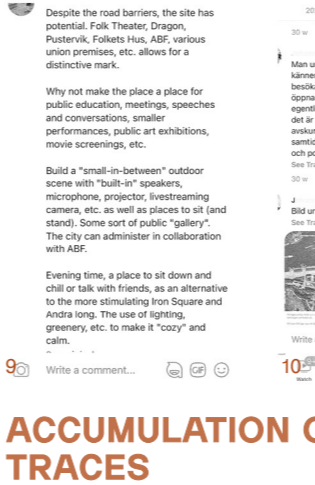 Despite the road barriers, the site has
potential. Folk Theater, Dragon,
Pustervik, Folkets Hus, ABF, various
union premises, etc. allows for a
distinctive mark.
Why not make the place a place for
public education, meetings, speeches
and conversations, smaller
performances, public art exhibitions,
movie screenings, etc.
Build a "small-in-between" outdoor
scene with "built-in" speakers,
microphone, projector, livestreaming
camera, etc. as well as places to sit (and
stand). Some sort of public "gallery".
The city can administer in collaboration
with ABF.
Evening time, a place to sit down and
chill or talk with friends, as an alternative
to the more stimulating Iron Square and
Andra long. The use of lighting,
greenery, etc. to make it "cozy" and
calm.
9
Write a comment...
GIF
20
30 w
Man u
känner
besöka
öppna
egentl
det är
avskur
samtid
och po
See Tra
30 w
J
Bild ur
See Tra
Write
10
Watch
ACCUMULATION O
TRACES